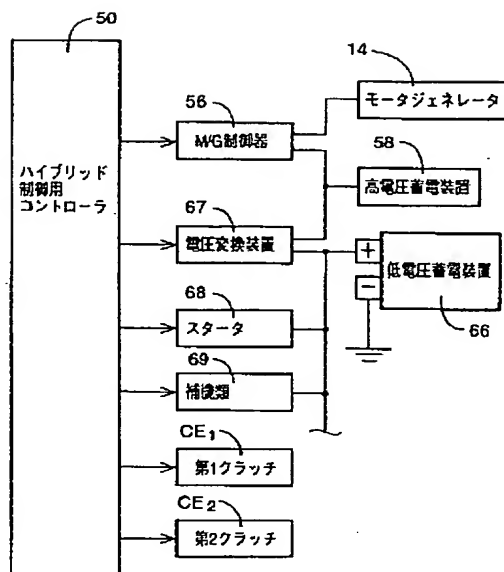 50
14
モータジェネレータ
56
M/G制御器
58
高電圧蓄電装置
ハイブリッド
制御用
コントローラ
67
電圧変換装置
+
低電圧蓄電装置
−
66
68
スタータ
69
補機類
CE1
第1クラッチ
CE2
第2クラッチ